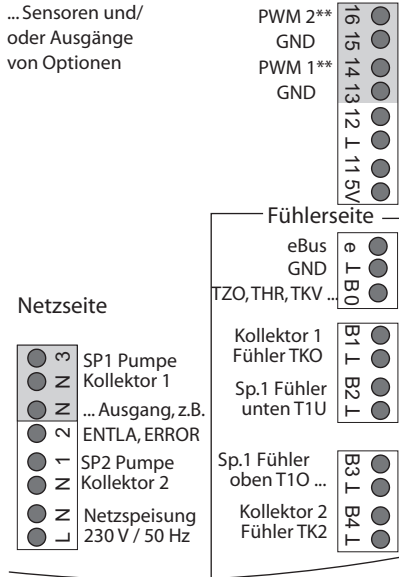 ... Sensoren und/
oder Ausgänge
von Optionen
PWM 2** 16
GND 15
PWM 1** 14
GND 13
12
⊥
11
5V
Fühlerseite
eBus e
GND ⊥
TZO, THR, TKV ... B0
Kollektor 1 B1
Fühler TKO ⊥
Sp.1 Fühler B2
unten T1U ⊥
Sp.1 Fühler B3
oben T1O ... ⊥
Kollektor 2 B4
Fühler TK2 ⊥
Netzseite
3 SP1 Pumpe
N Kollektor 1
N ... Ausgang, z.B.
2 ENTLA, ERROR
1 SP2 Pumpe
N Kollektor 2
N Netzspeisung
L 230 V / 50 Hz